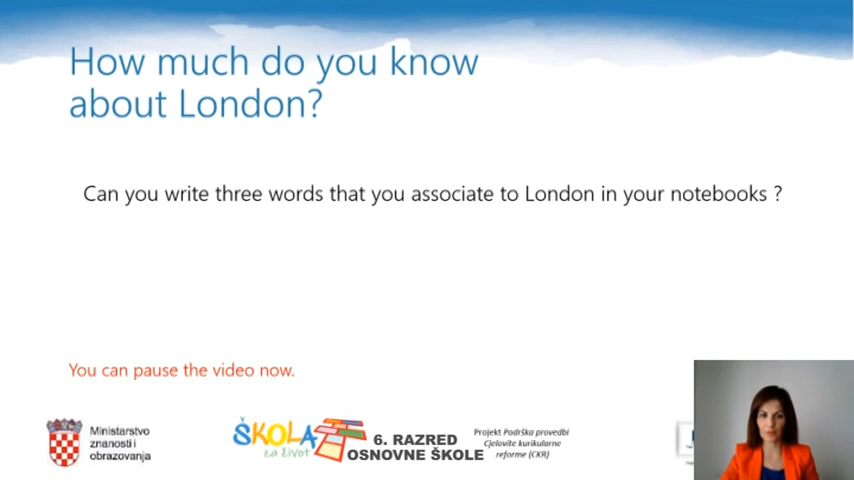 How much do you know
about London?
Can you write three words that you associate to London in your notebooks ?
You can pause the video now.
Ministarstvo
znanosti i
obrazovanja
ŠKOLA
za život
6. RAZRED
OSNOVNE ŠKOLE
Projekt Podrška provedbi
Cjelovite kurikularne
reforme (CKR)